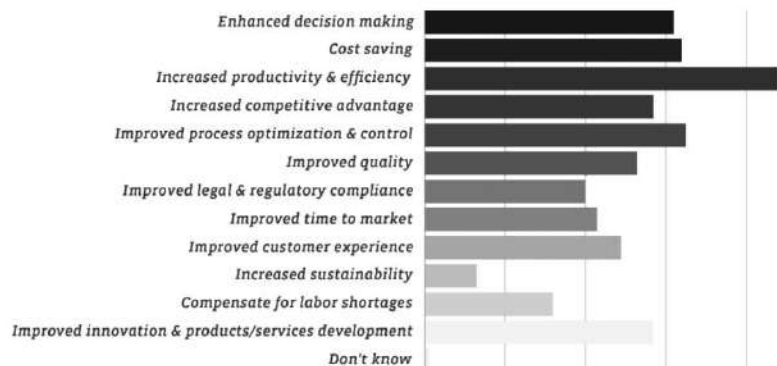 Enhanced decision making
Cost saving
Increased productivity & efficiency
Increased competitive advantage
Improved process optimization & control
Improved quality
Improved legal & regulatory compliance
Improved time to market
Improved customer experience
Increased sustainability
Compensate for labor shortages
Improved innovation & products/services development
Don't know